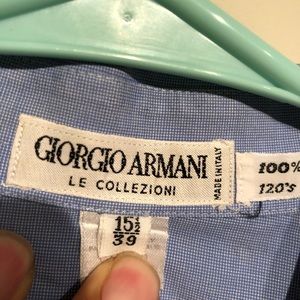 GIORGIO ARMANI
LE COLLEZIONI
MADE IN ITALY
100%
120's
15½
39